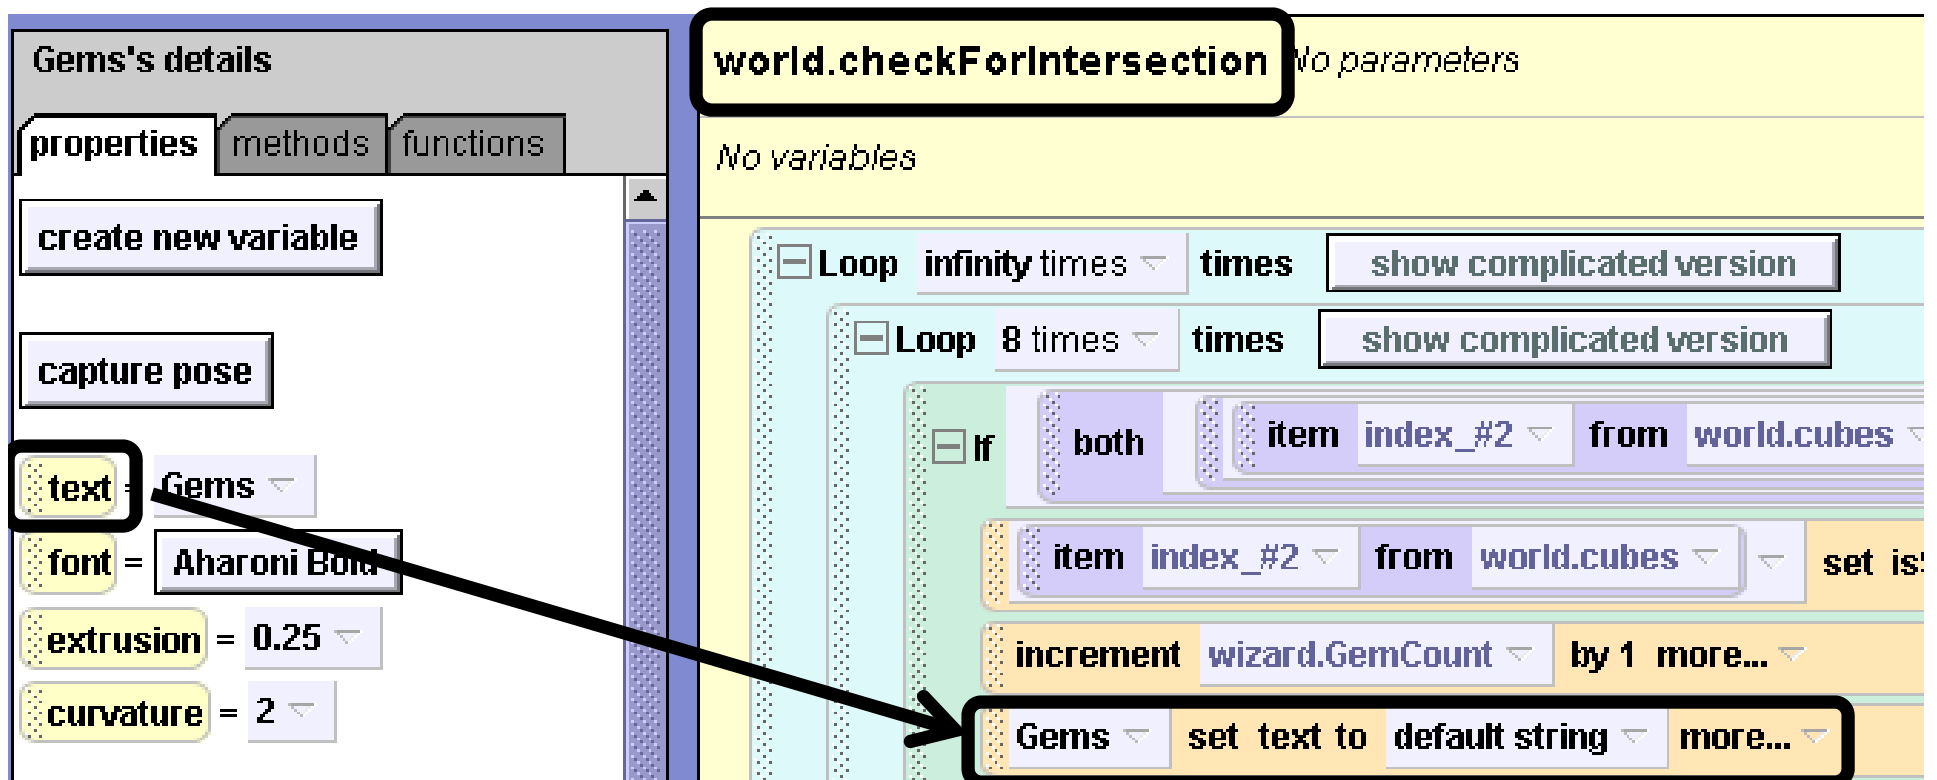 Gems's details
properties methods functions
create new variable
capture pose
text = Gems
font = Aharoni Bold
extrusion = 0.25
curvature = 2
world.checkForIntersection No parameters
No variables
Loop infinity times times show complicated version
Loop 8 times times show complicated version
If both item index_#2 from world.cubes
item index_#2 from world.cubes set
increment wizard.GemCount by 1 more...
Gems set text to default string more...